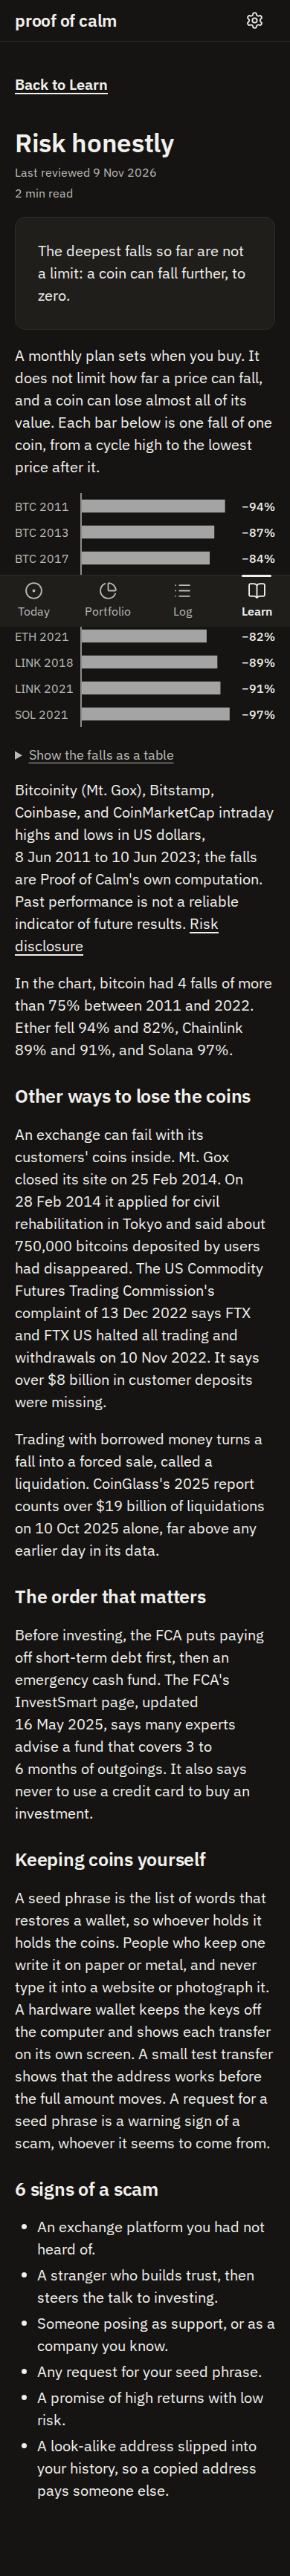 proof of calm
Back to Learn
Risk honestly
Last reviewed 9 Nov 2026
2 min read
The deepest falls so far are not
a limit: a coin can fall further, to
zero.
A monthly plan sets when you buy. It
does not limit how far a price can fall,
and a coin can lose almost all of its
value. Each bar below is one fall of one
coin, from a cycle high to the lowest
price after it.
BTC 2011 −94%
BTC 2013 −87%
BTC 2017 −84%
Today Portfolio Log Learn
ETH 2021 −82%
LINK 2018 −89%
LINK 2021 −91%
SOL 2021 −97%
Show the falls as a table
Bitcoinity (Mt. Gox), Bitstamp,
Coinbase, and CoinMarketCap intraday
highs and lows in US dollars,
8 Jun 2011 to 10 Jun 2023; the falls
are Proof of Calm's own computation.
Past performance is not a reliable
indicator of future results. Risk
disclosure
In the chart, bitcoin had 4 falls of more
than 75% between 2011 and 2022.
Ether fell 94% and 82%, Chainlink
89% and 91%, and Solana 97%.
Other ways to lose the coins
An exchange can fail with its
customers' coins inside. Mt. Gox
closed its site on 25 Feb 2014. On
28 Feb 2014 it applied for civil
rehabilitation in Tokyo and said about
750,000 bitcoins deposited by users
had disappeared. The US Commodity
Futures Trading Commission's
complaint of 13 Dec 2022 says FTX
and FTX US halted all trading and
withdrawals on 10 Nov 2022. It says
over $8 billion in customer deposits
were missing.
Trading with borrowed money turns a
fall into a forced sale, called a
liquidation. CoinGlass's 2025 report
counts over $19 billion of liquidations
on 10 Oct 2025 alone, far above any
earlier day in its data.
The order that matters
Before investing, the FCA puts paying
off short-term debt first, then an
emergency cash fund. The FCA's
InvestSmart page, updated
16 May 2025, says many experts
advise a fund that covers 3 to
6 months of outgoings. It also says
never to use a credit card to buy an
investment.
Keeping coins yourself
A seed phrase is the list of words that
restores a wallet, so whoever holds it
holds the coins. People who keep one
write it on paper or metal, and never
type it into a website or photograph it.
A hardware wallet keeps the keys off
the computer and shows each transfer
on its own screen. A small test transfer
shows that the address works before
the full amount moves. A request for a
seed phrase is a warning sign of a
scam, whoever it seems to come from.
6 signs of a scam
An exchange platform you had not
heard of.
A stranger who builds trust, then
steers the talk to investing.
Someone posing as support, or as a
company you know.
Any request for your seed phrase.
A promise of high returns with low
risk.
A look-alike address slipped into
your history, so a copied address
pays someone else.